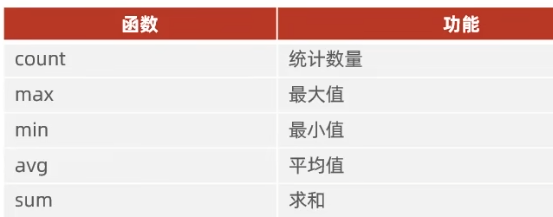 函数 功能
count 统计数量
max 最大值
min 最小值
avg 平均值
sum 求和